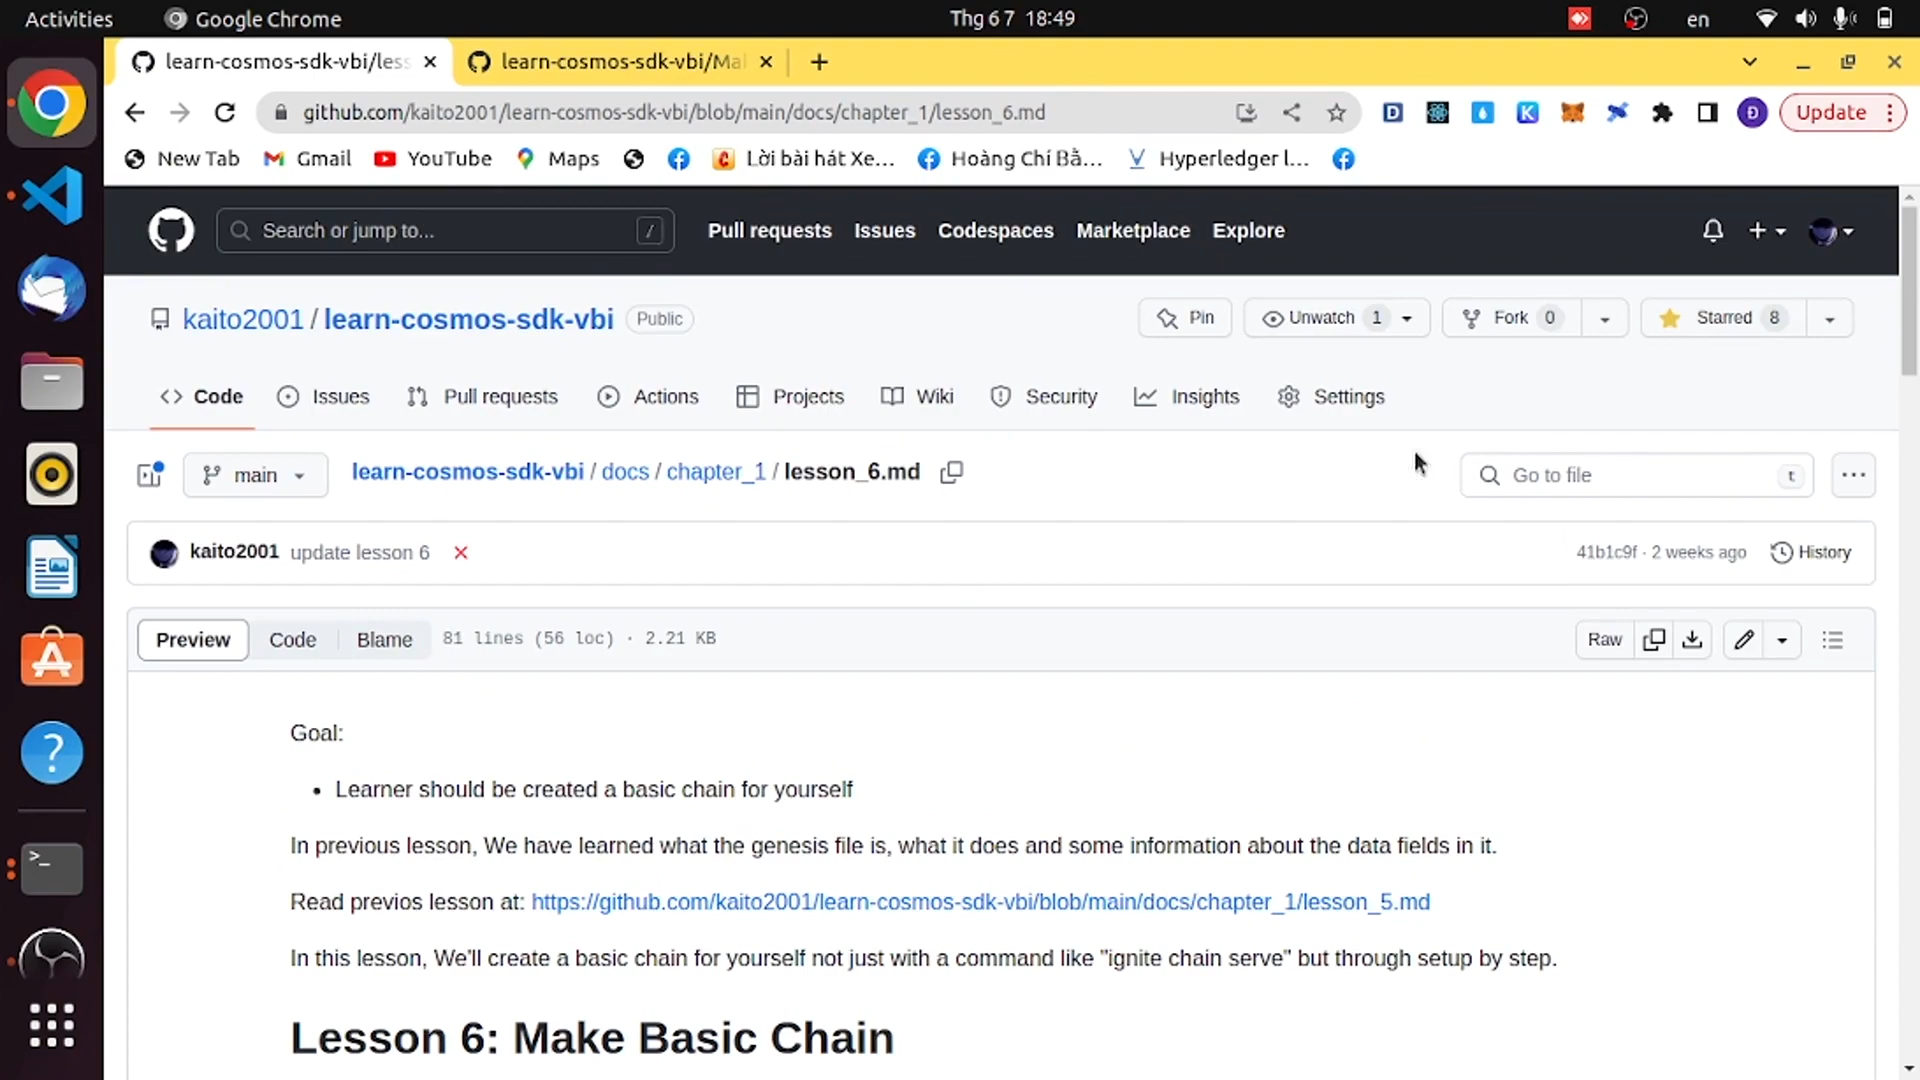 Activities Google Chrome Thg 6 7 18:49 en
learn-cosmos-sdk-vbi/less learn-cosmos-sdk-vbi/Mal
github.com/kaito2001/learn-cosmos-sdk-vbi/blob/main/docs/chapter_1/lesson_6.md D K Đ Update
New Tab Gmail YouTube Maps Lời bài hát Xe... Hoàng Chí Bằ... Hyperledger l...
Search or jump to... / Pull requests Issues Codespaces Marketplace Explore
kaito2001 / learn-cosmos-sdk-vbi Public Pin Unwatch 1 Fork 0 Starred 8
Code Issues Pull requests Actions Projects Wiki Security Insights Settings
main learn-cosmos-sdk-vbi / docs / chapter_1 / lesson_6.md Go to file t
kaito2001 update lesson 6 41b1c9f · 2 weeks ago History
Preview Code Blame 81 lines (56 loc) · 2.21 KB Raw
Goal:
• Learner should be created a basic chain for yourself
In previous lesson, We have learned what the genesis file is, what it does and some information about the data fields in it.
Read previos lesson at: https://github.com/kaito2001/learn-cosmos-sdk-vbi/blob/main/docs/chapter_1/lesson_5.md
In this lesson, We'll create a basic chain for yourself not just with a command like "ignite chain serve" but through setup by step.
Lesson 6: Make Basic Chain